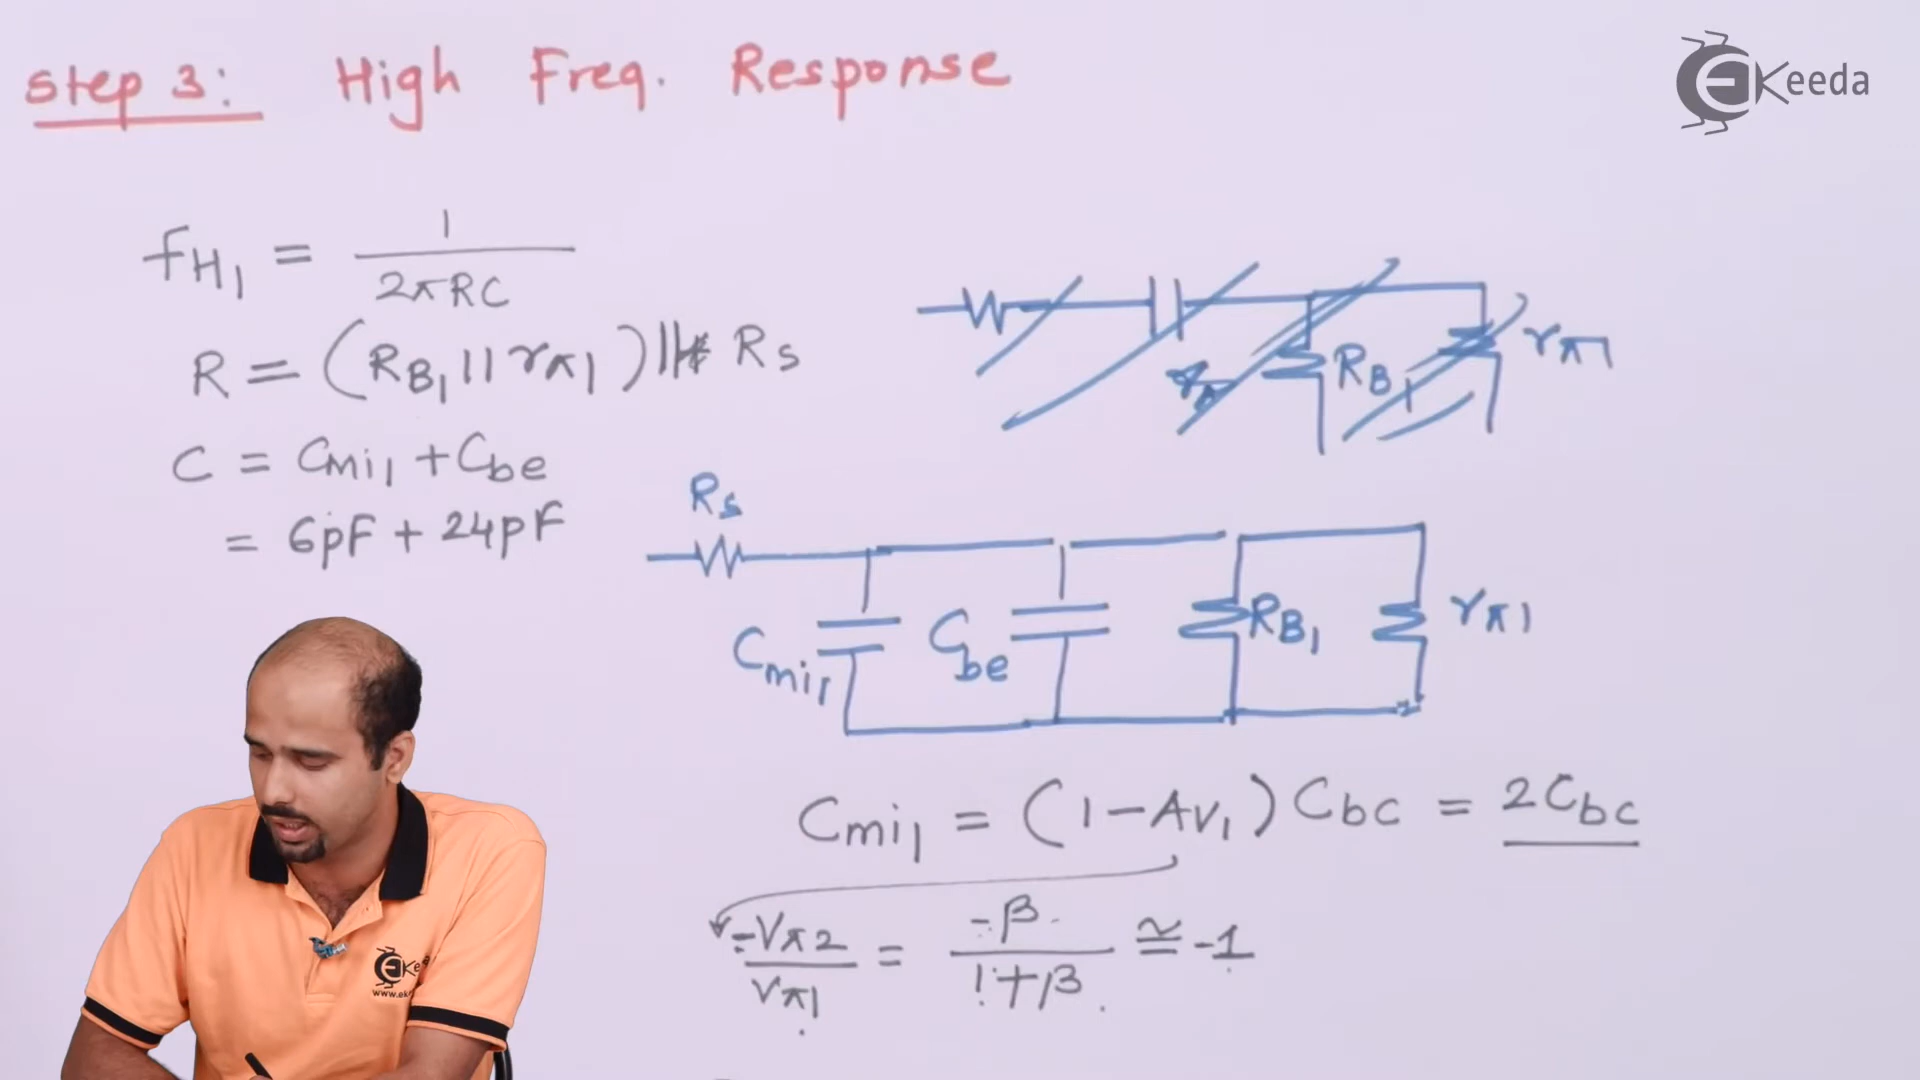 Step 3: High Freq. Response
EKeeda
fH1 = 1 / 2πRC
R = (RB1 || rπ1) || Rs
C = Cmi1 + Cbe
= 6pF + 24pF
RB1
rπ1
Rs
Cmi1
Cbe
RB1
rπ1
Cmi1 = (1 - Av1) Cbc = 2Cbc
-Vπ2 / Vπ1 = -β / 1+β ≅ -1